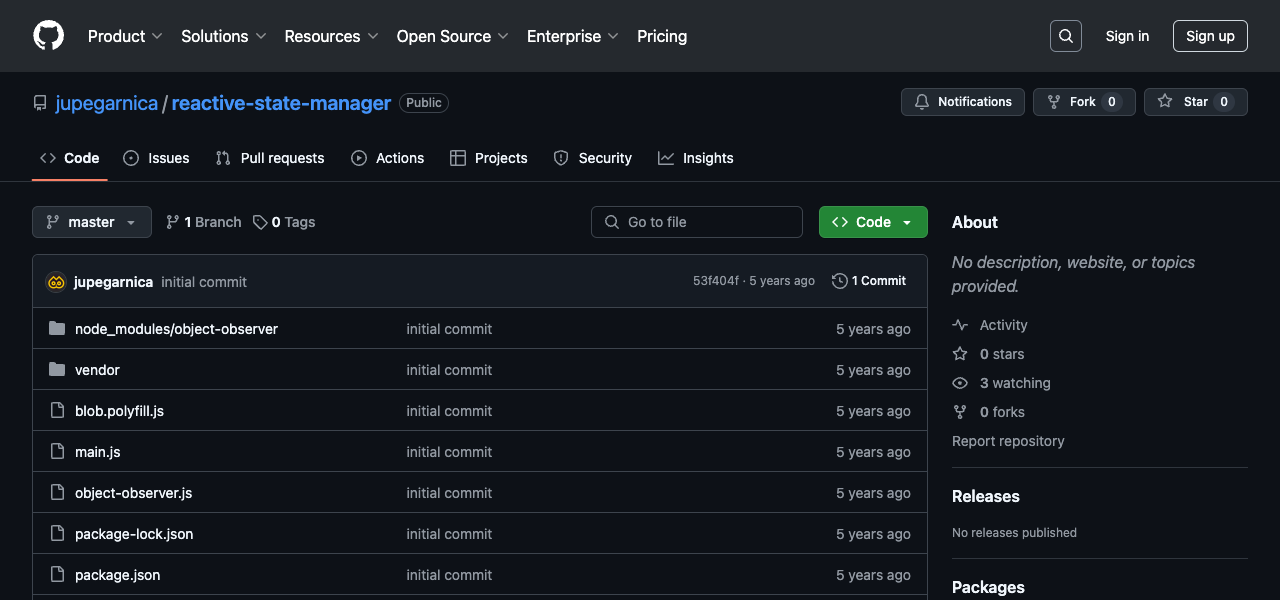 Product Solutions Resources Open Source Enterprise Pricing Sign in Sign up
jupegarnica / reactive-state-manager Public Notifications Fork 0 Star 0
Code Issues Pull requests Actions Projects Security Insights
master 1 Branch 0 Tags Go to file Code
jupegarnica initial commit 53f404f · 5 years ago 1 Commit
node_modules/object-observer initial commit 5 years ago
vendor initial commit 5 years ago
blob.polyfill.js initial commit 5 years ago
main.js initial commit 5 years ago
object-observer.js initial commit 5 years ago
package-lock.json initial commit 5 years ago
package.json initial commit 5 years ago
About
No description, website, or topics
provided.
Activity
0 stars
3 watching
0 forks
Report repository
Releases
No releases published
Packages